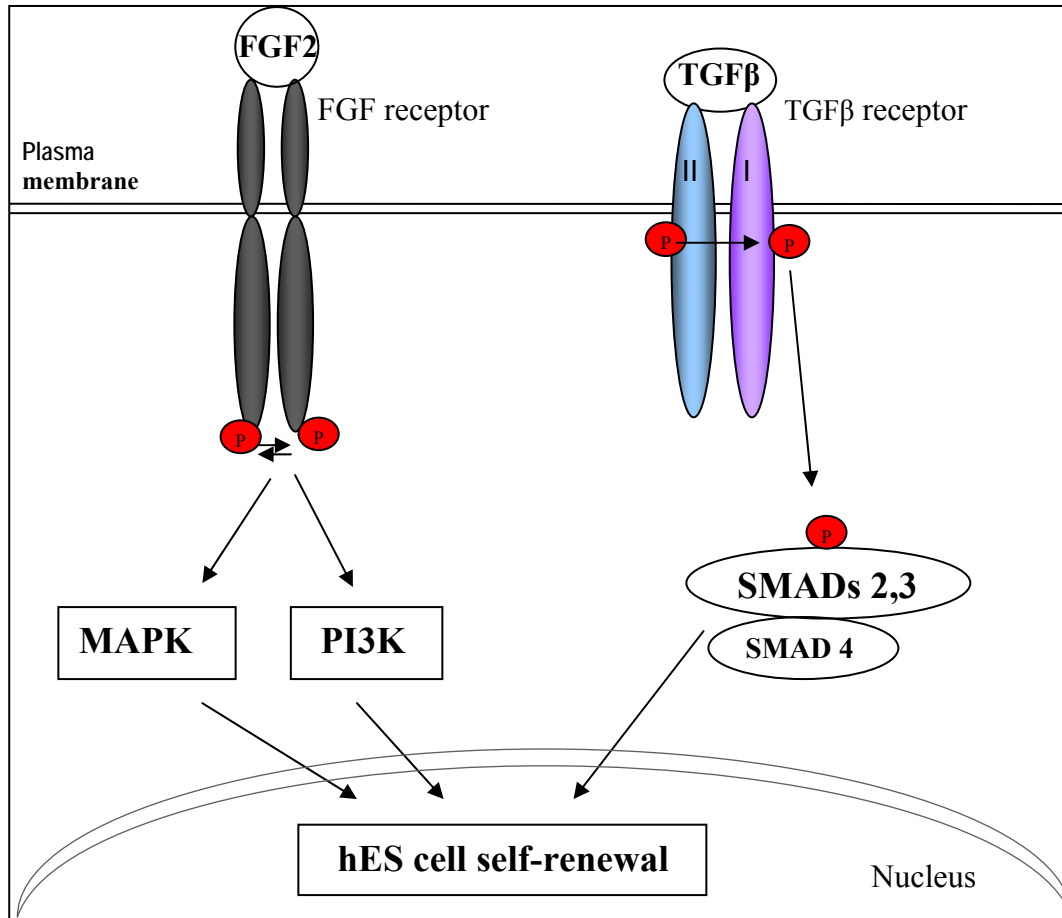 FGF2
FGF receptor
TGFβ
TGFβ receptor
Plasma
membrane
II
I
P
P
P
P
P
SMADs 2,3
SMAD 4
MAPK
PI3K
hES cell self-renewal
Nucleus